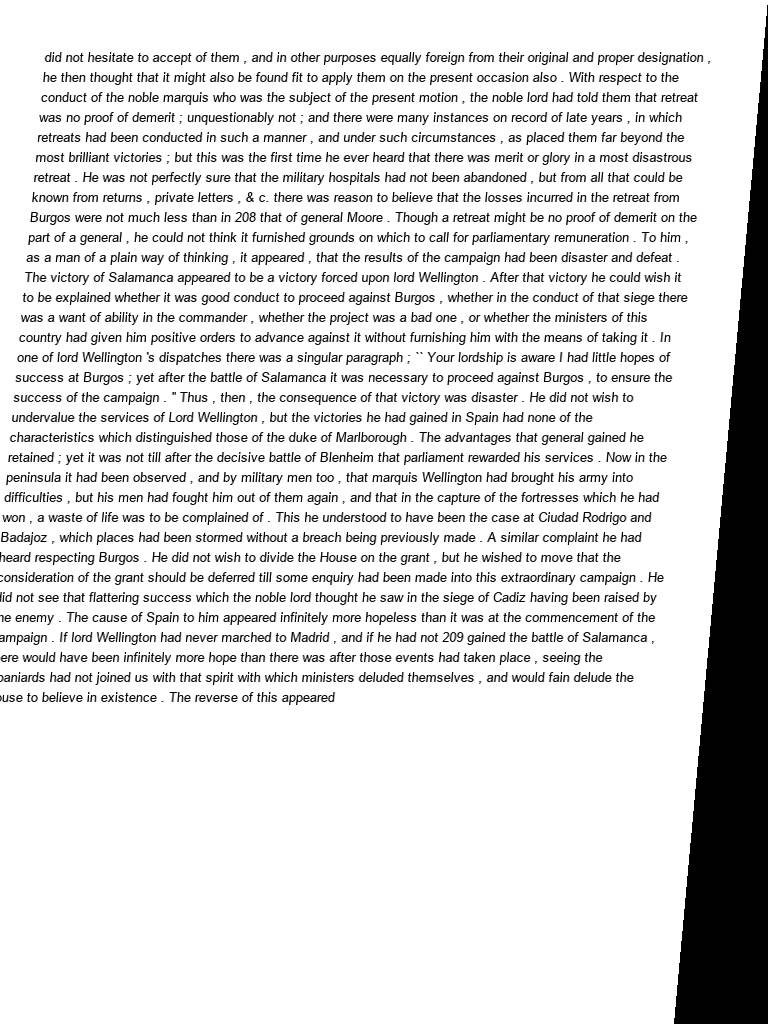 did not hesitate to accept of them , and in other purposes equally foreign from their original and proper designation ,
he then thought that it might also be found fit to apply them on the present occasion also . With respect to the
conduct of the noble marquis who was the subject of the present motion , the noble lord had told them that retreat
was no proof of demerit ; unquestionably not ; and there were many instances on record of late years , in which
retreats had been conducted in such a manner , and under such circumstances , as placed them far beyond the
most brilliant victories ; but this was the first time he ever heard that there was merit or glory in a most disastrous
retreat . He was not perfectly sure that the military hospitals had not been abandoned , but from all that could be
known from returns , private letters , & c. there was reason to believe that the losses incurred in the retreat from
Burgos were not much less than in 208 that of general Moore . Though a retreat might be no proof of demerit on the
part of a general , he could not think it furnished grounds on which to call for parliamentary remuneration . To him ,
as a man of a plain way of thinking , it appeared , that the results of the campaign had been disaster and defeat .
The victory of Salamanca appeared to be a victory forced upon lord Wellington . After that victory he could wish it
to be explained whether it was good conduct to proceed against Burgos , whether in the conduct of that siege there
was a want of ability in the commander , whether the project was a bad one , or whether the ministers of this
country had given him positive orders to advance against it without furnishing him with the means of taking it . In
one of lord Wellington 's dispatches there was a singular paragraph ; `` Your lordship is aware I had little hopes of
success at Burgos ; yet after the battle of Salamanca it was necessary to proceed against Burgos , to ensure the
success of the campaign . '' Thus , then , the consequence of that victory was disaster . He did not wish to
undervalue the services of Lord Wellington , but the victories he had gained in Spain had none of the
characteristics which distinguished those of the duke of Marlborough . The advantages that general gained he
retained ; yet it was not till after the decisive battle of Blenheim that parliament rewarded his services . Now in the
peninsula it had been observed , and by military men too , that marquis Wellington had brought his army into
difficulties , but his men had fought him out of them again , and that in the capture of the fortresses which he had
won , a waste of life was to be complained of . This he understood to have been the case at Ciudad Rodrigo and
Badajoz , which places had been stormed without a breach being previously made . A similar complaint he had
heard respecting Burgos . He did not wish to divide the House on the grant , but he wished to move that the
consideration of the grant should be deferred till some enquiry had been made into this extraordinary campaign . He
did not see that flattering success which the noble lord thought he saw in the siege of Cadiz having been raised by
he enemy . The cause of Spain to him appeared infinitely more hopeless than it was at the commencement of the
ampaign . If lord Wellington had never marched to Madrid , and if he had not 209 gained the battle of Salamanca ,
ere would have been infinitely more hope than there was after those events had taken place , seeing the
paniards had not joined us with that spirit with which ministers deluded themselves , and would fain delude the
ouse to believe in existence . The reverse of this appeared